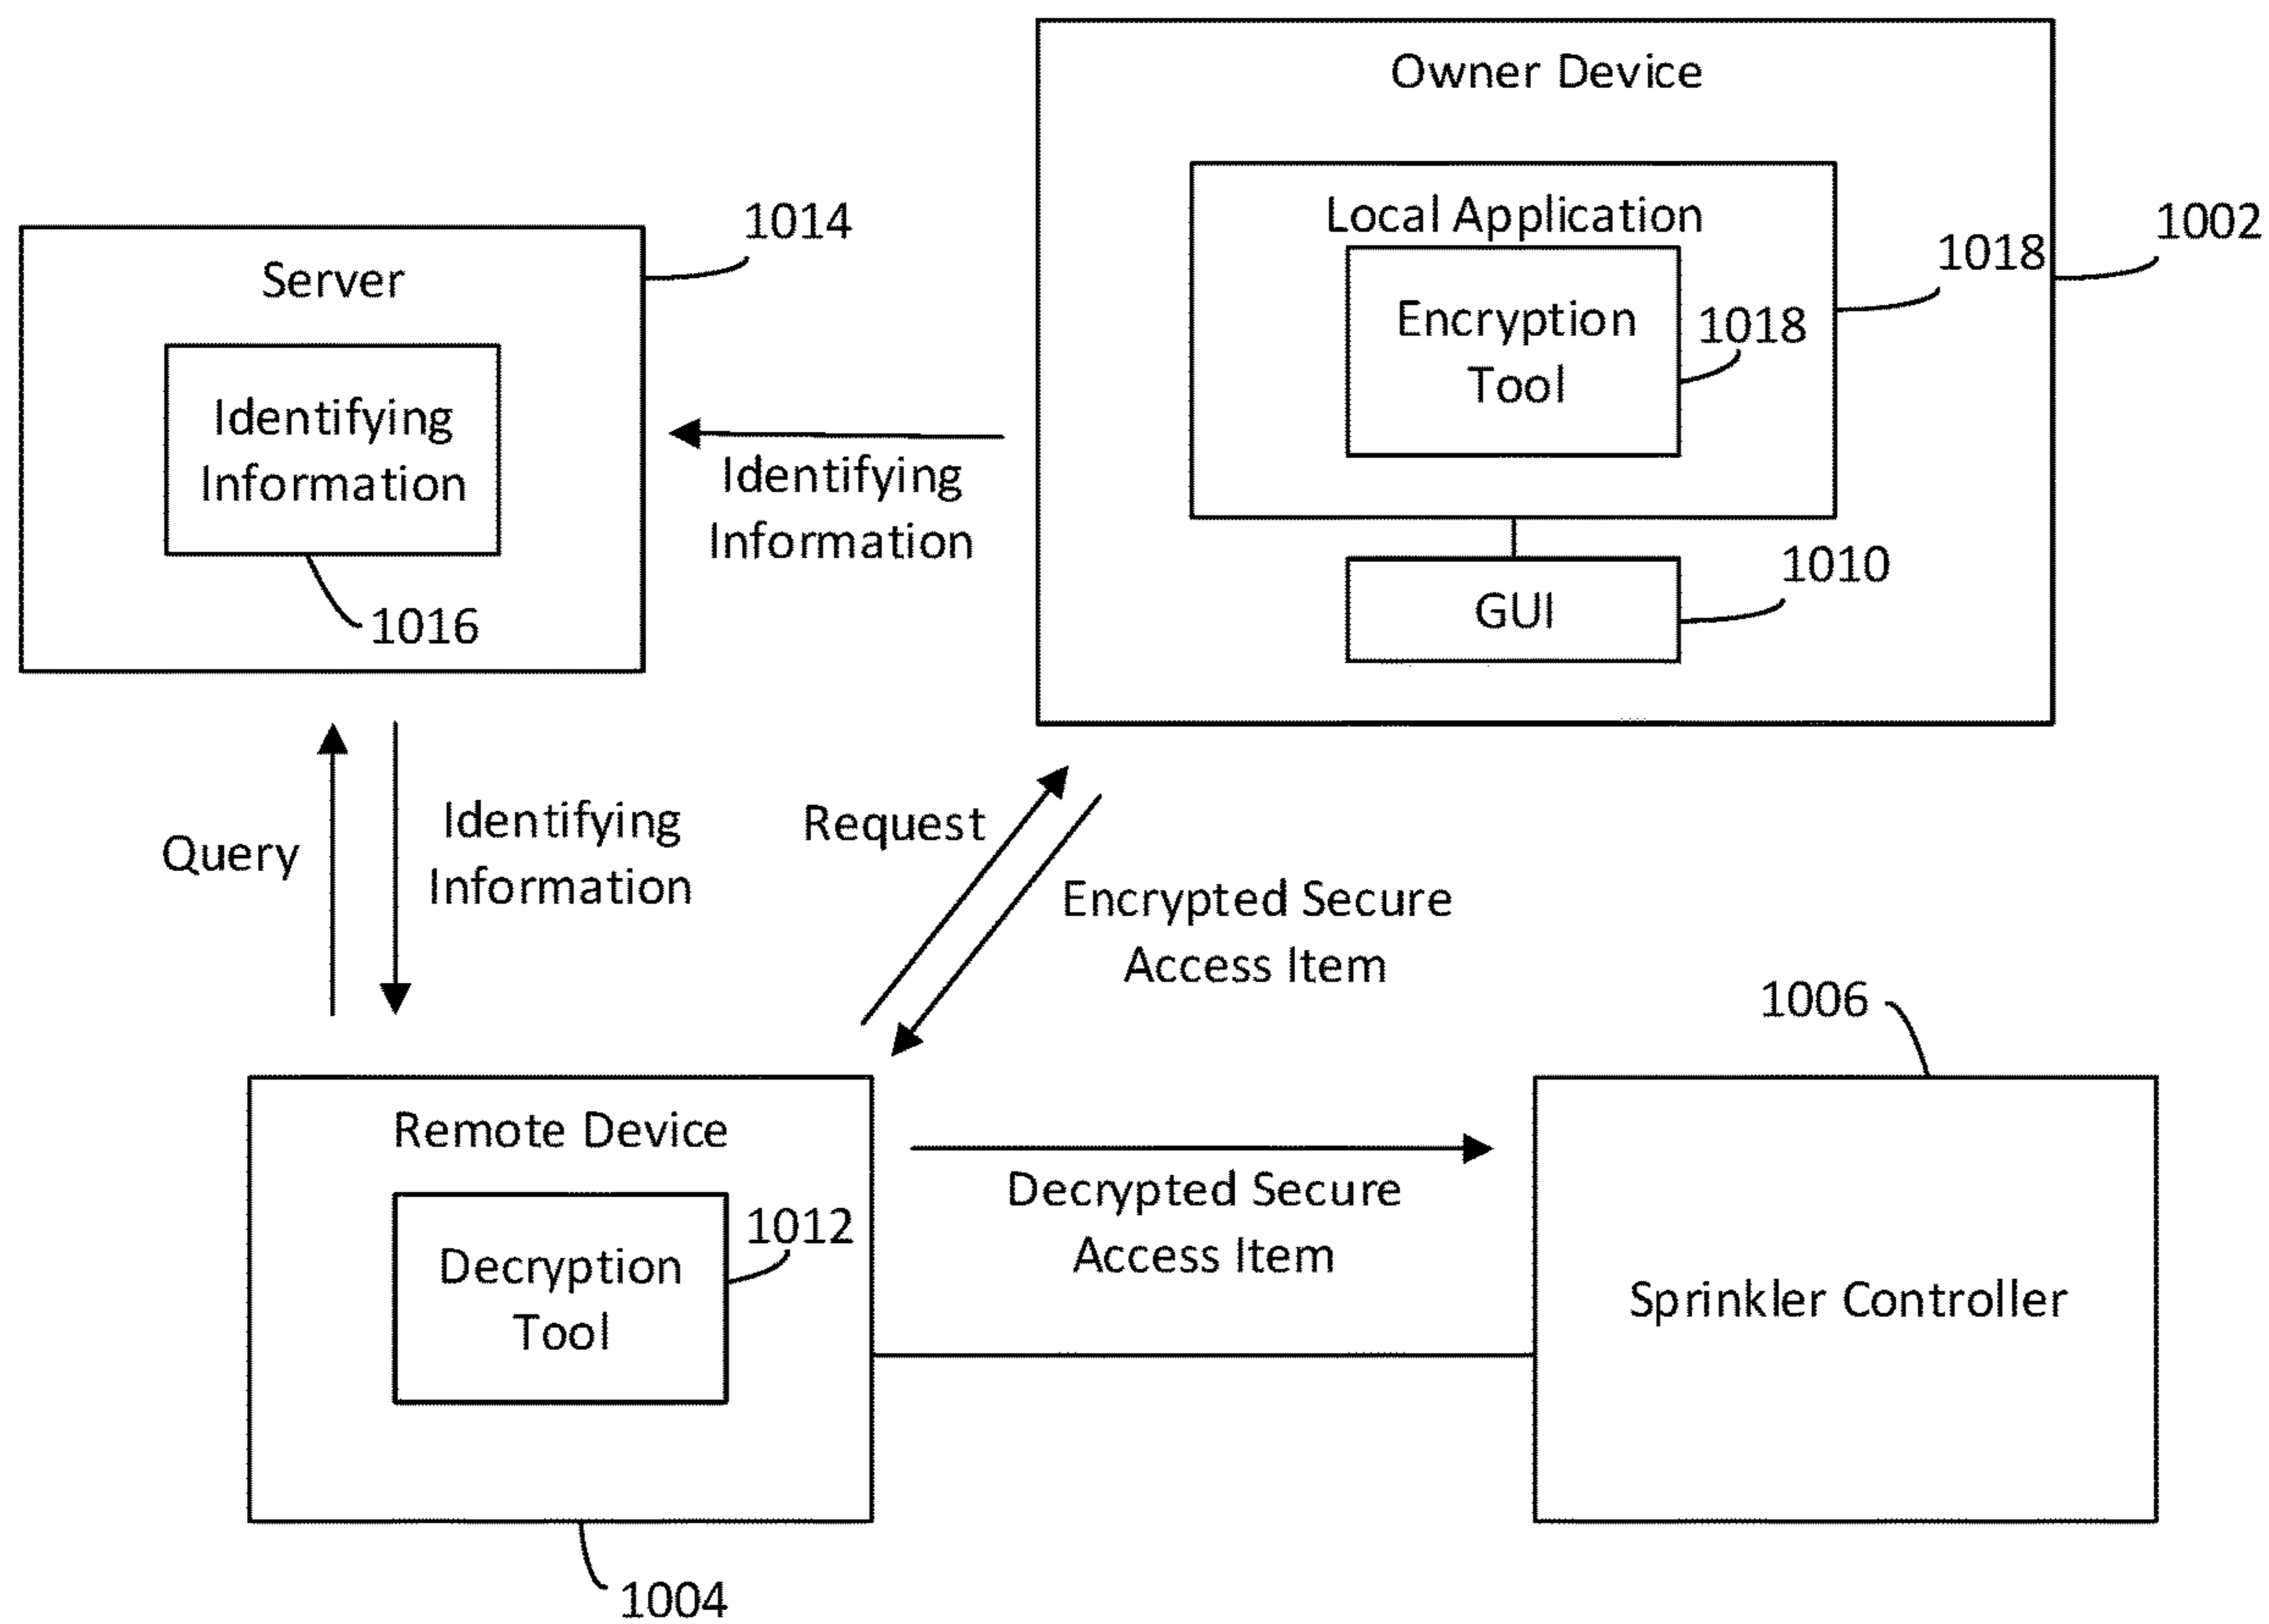 Owner Device
Local Application
Encryption
Tool
1018
1018
1002
GUI
1010
Server
1014
Identifying
Information
1016
Identifying
Information
Query
Identifying
Information
Request
Encrypted Secure
Access Item
Remote Device
Decryption
Tool
1012
1004
Decrypted Secure
Access Item
1006
Sprinkler Controller